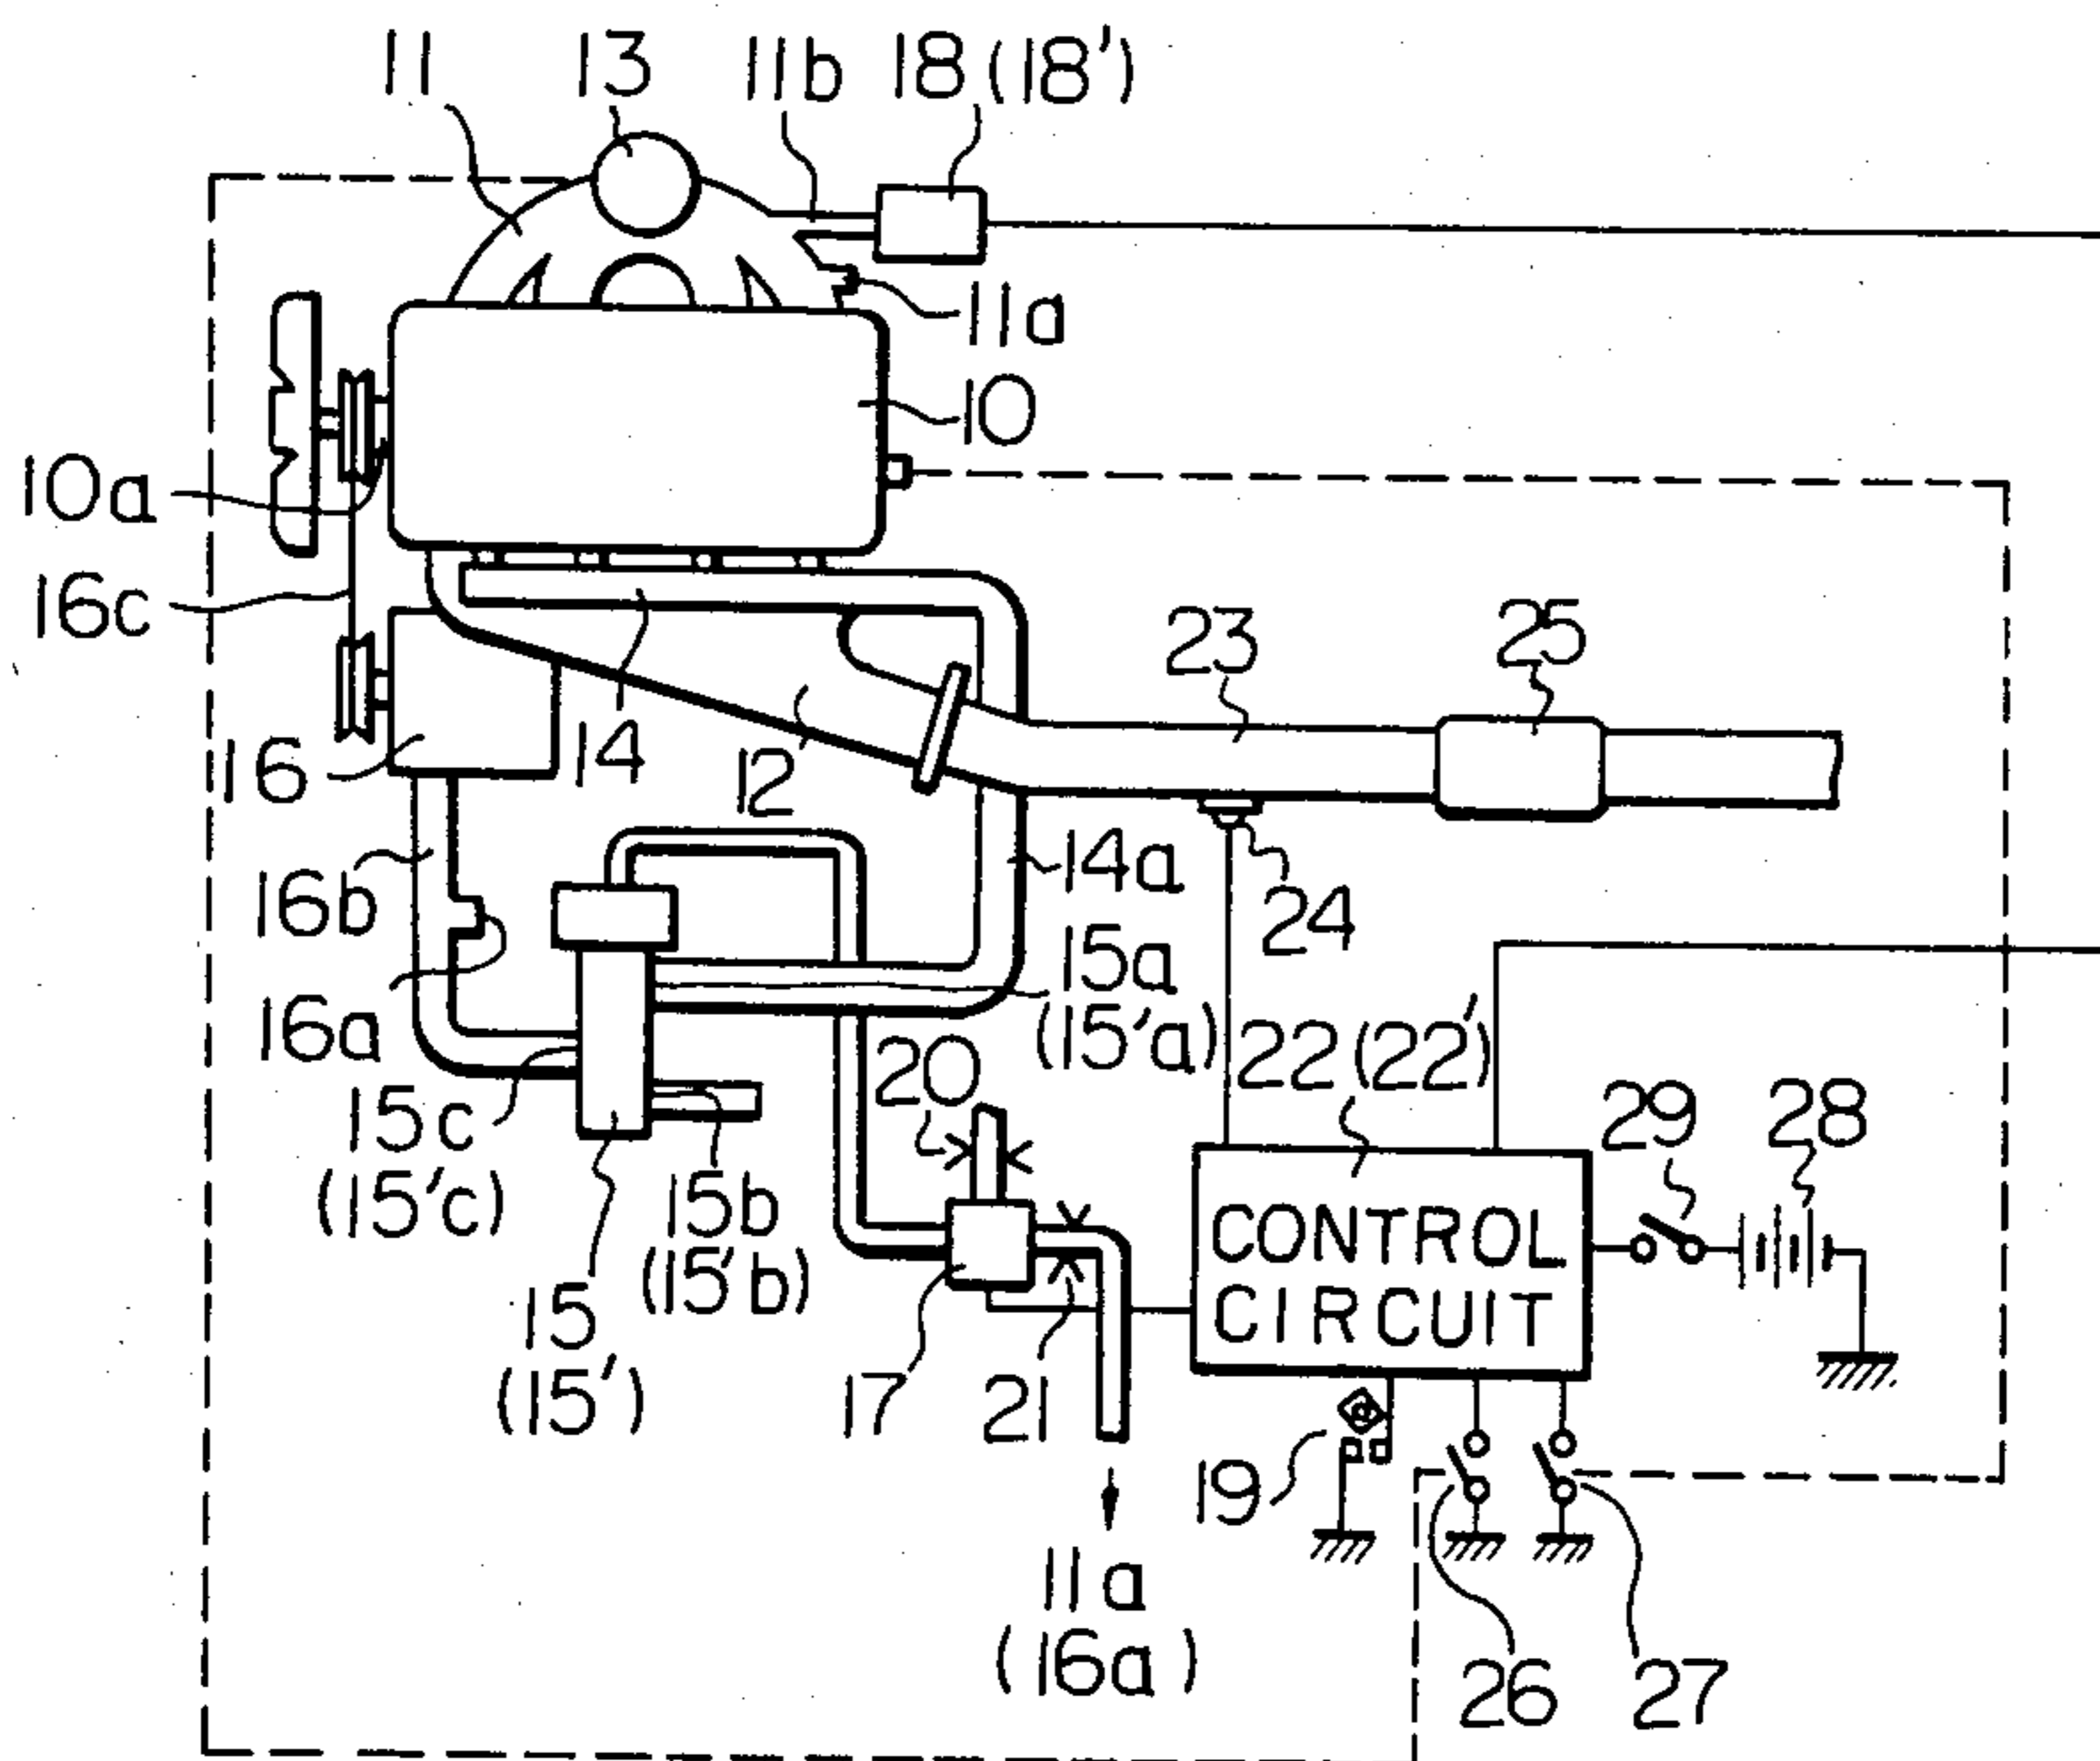 11 13 11b 18(18')
11a
10
10a
16c
23 25
16 14 12
14a
16b 24
15a
(15'a)
16a 20 22(22')
15c 29 28
(15'c) 15b
(15'b)
CONTROL
CIRCUIT
15
(15')
17 21
19
11a
(16a)
26 27